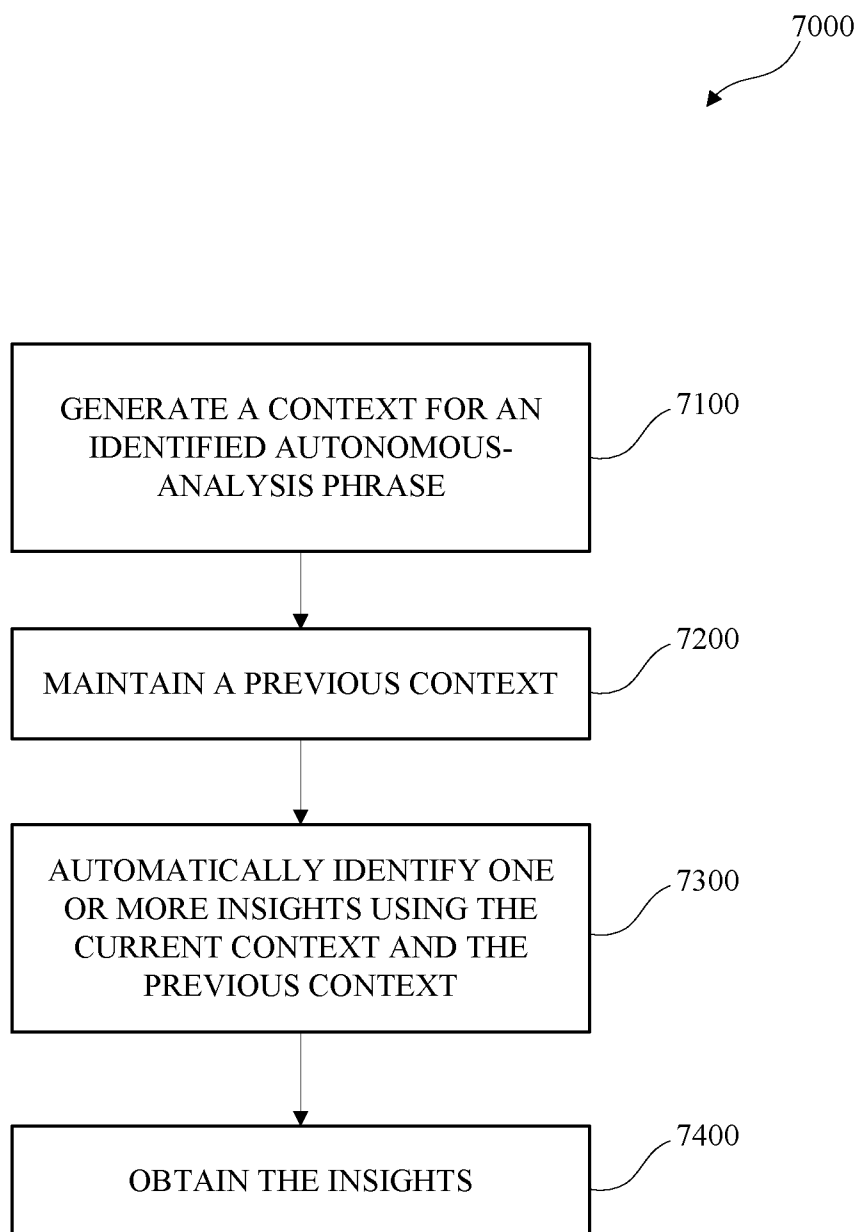 7000
GENERATE A CONTEXT FOR AN
IDENTIFIED AUTONOMOUS-
ANALYSIS PHRASE
7100
MAINTAIN A PREVIOUS CONTEXT
7200
AUTOMATICALLY IDENTIFY ONE
OR MORE INSIGHTS USING THE
CURRENT CONTEXT AND THE
PREVIOUS CONTEXT
7300
OBTAIN THE INSIGHTS
7400